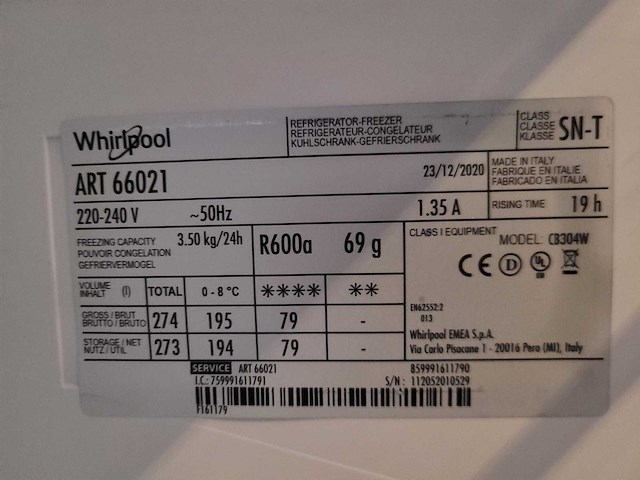 Whirlpool
REFRIGERATOR-FREEZER
REFRIGERATEUR-CONGELATEUR
KUHLSCHRANK-GEFRIERSCHRANK
CLASS
CLASSE
KLASSE
SN-T
ART 66021
23/12/2020
MADE IN ITALY
FABRIQUE EN ITALIE
FABRICADO EN ITALIA
220-240 V ~50Hz 1.35 A
RISING TIME 19 h
FREEZING CAPACITY 3.50 kg/24h
POUVOIR CONGELATION
GEFRIERVERMOGEL
R600a 69 g
CLASS I EQUIPMENT
MODEL: CB304W
CE D UL
EN62552:2
013
Whirlpool EMEA S.p.A.
Via Carlo Pisacane 1 - 20016 Pero (MI), Italy
VOLUME
INHALT (l) TOTAL 0 - 8 °C **** **
GROSS / BRUT
BRUTTO / BRUTO 274 195 79 -
STORAGE / NET
NUTZ / UTIL 273 194 79 -
SERVICE ART 66021 859991611790
I.C: 759991611791 S/N: 112052010529
F161179